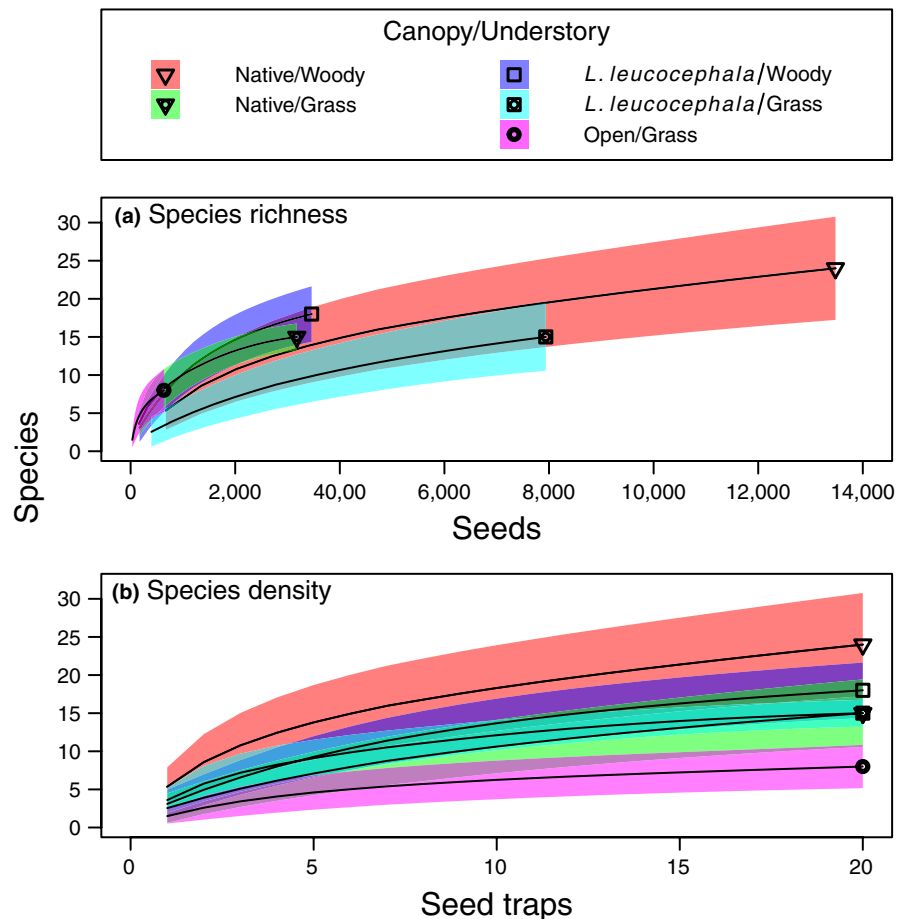 Canopy/Understory
Native/Woody
Native/Grass
L. leucocephala/Woody
L. leucocephala/Grass
Open/Grass
(a) Species richness
30
25
20
15
10
5
0
0 2,000 40,00 6,000 8,000 10,000 12,000 14,000
Seeds
Species
(b) Species density
30
25
20
15
10
5
0
0 5 10 15 20
Seed traps